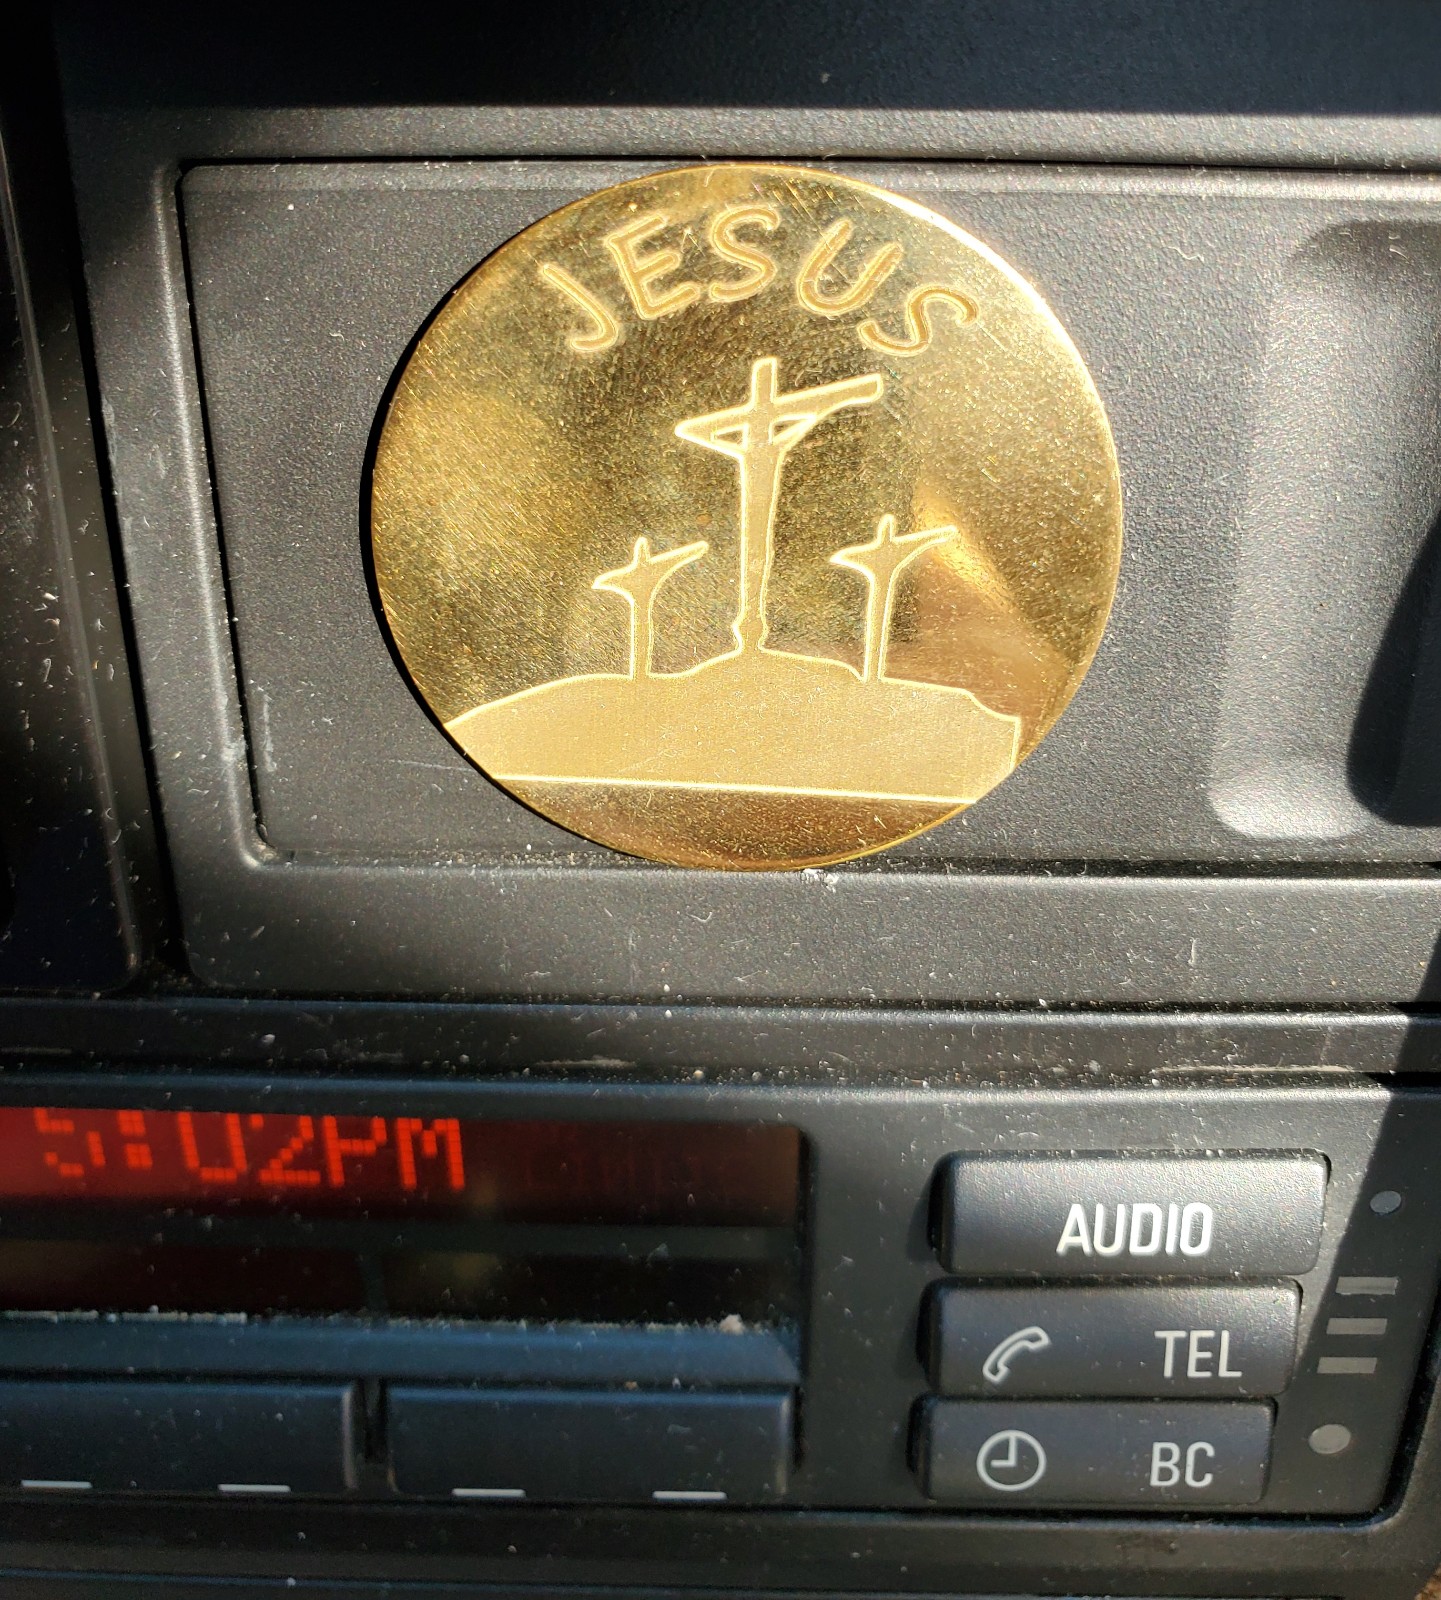 JESUS
5:02PM
AUDIO
TEL
BC